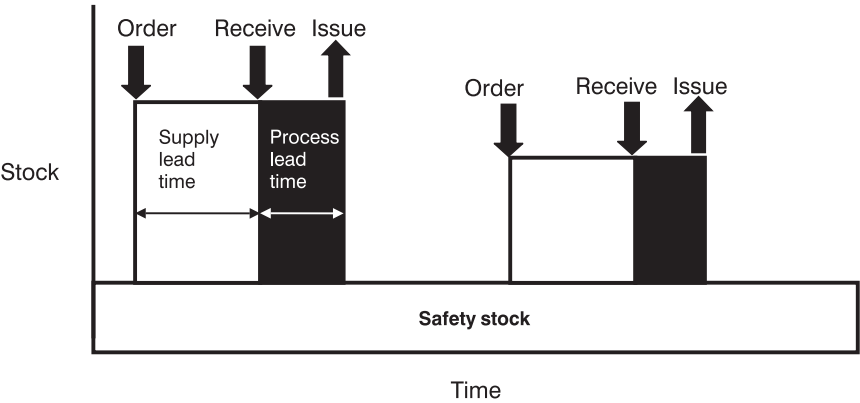 Order Receive Issue
Order Receive Issue
Supply
lead
time
Process
lead
time
Stock
Safety stock
Time